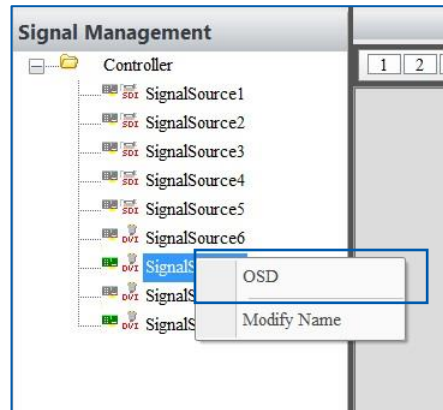 Signal Management
Controller
1 2
SDI SignalSource1
SDI SignalSource2
SDI SignalSource3
SDI SignalSource4
SDI SignalSource5
DVI SignalSource6
DVI SignalS
OSD
DVI SignalS
DVI SignalS
Modify Name